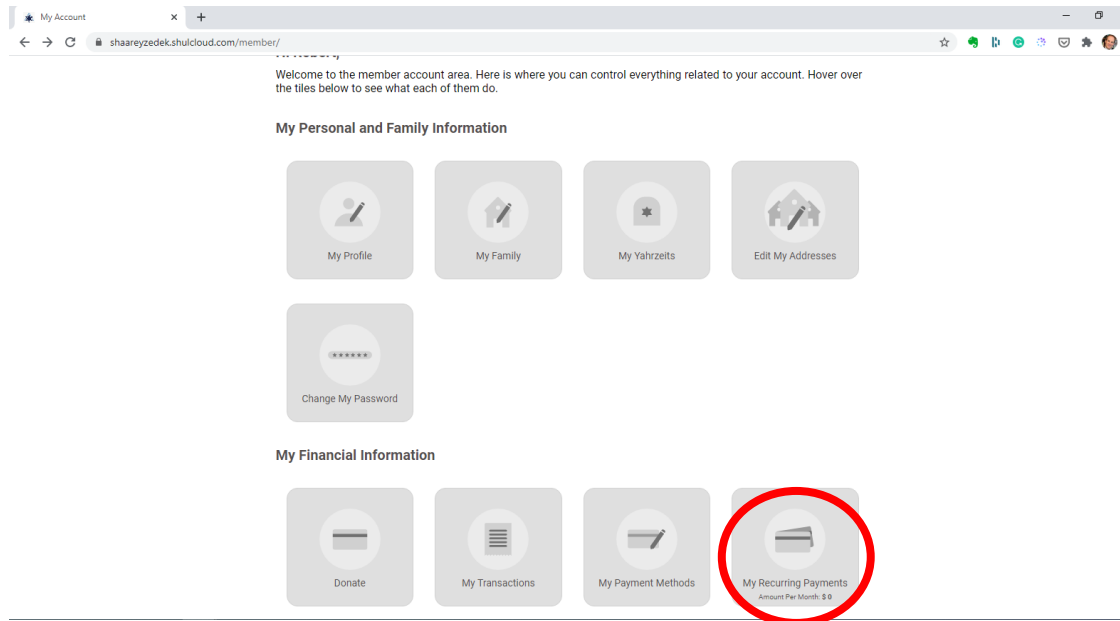 My Account
shaareyzedek.shulcloud.com/member/
Hi Robert,
Welcome to the member account area. Here is where you can control everything related to your account. Hover over
the tiles below to see what each of them do.
My Personal and Family Information
My Profile
My Family
My Yahrzeits
Edit My Addresses
******
Change My Password
My Financial Information
Donate
My Transactions
My Payment Methods
My Recurring Payments
Amount Per Month: $ 0